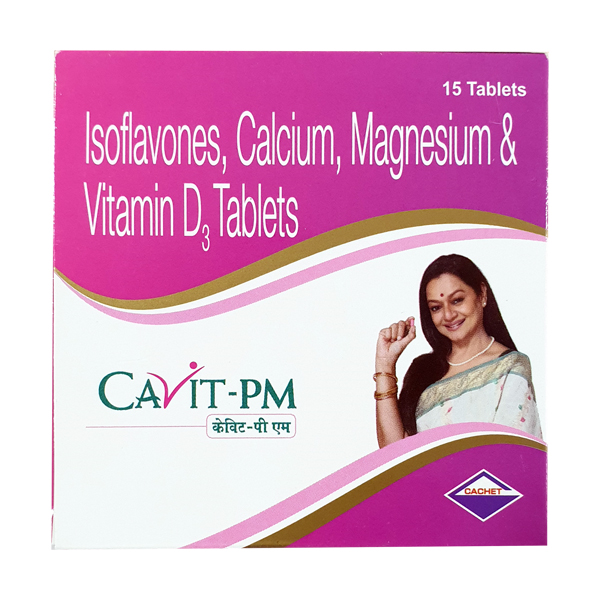 15 Tablets
Isoflavones, Calcium, Magnesium &
Vitamin D3 Tablets
CAVIT-PM
केविट-पी एम
CACHET